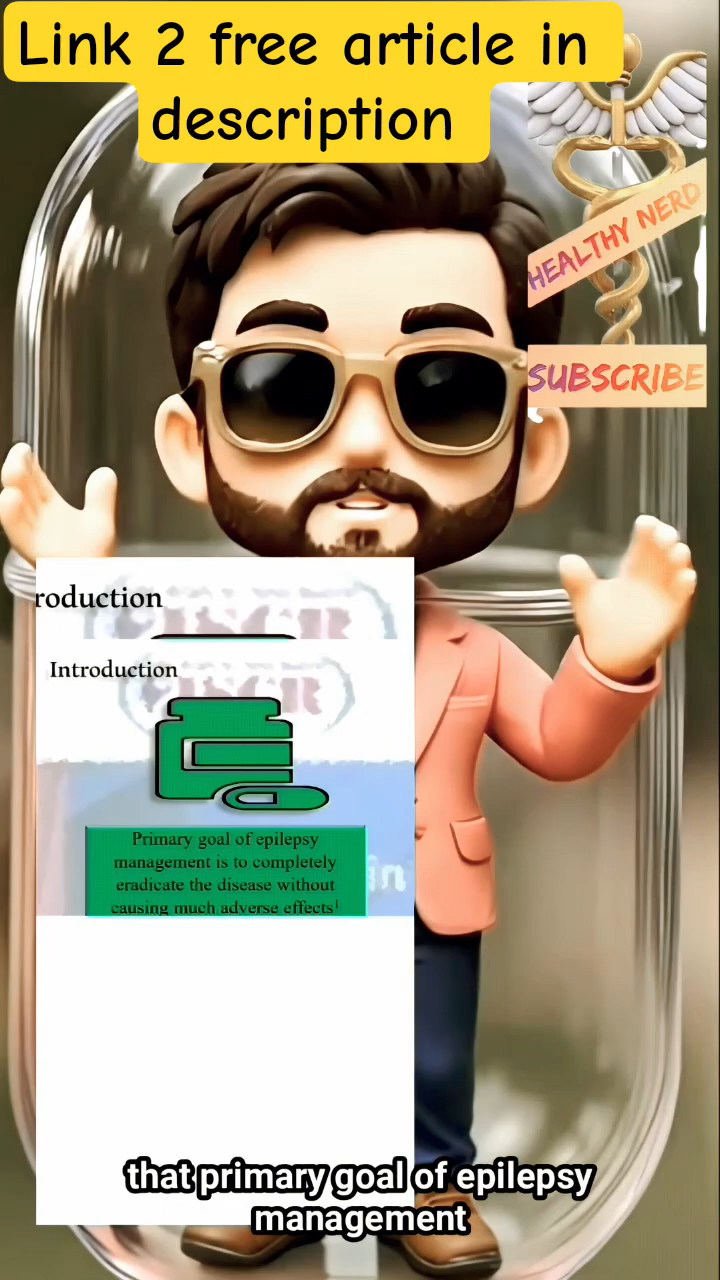 Link 2 free article in
description
HEALTHY NERD
SUBSCRIBE
roduction
Introduction
Primary goal of epilepsy
management is to completely
eradicate the disease without
causing much adverse effects¹
that primary goal of epilepsy
management